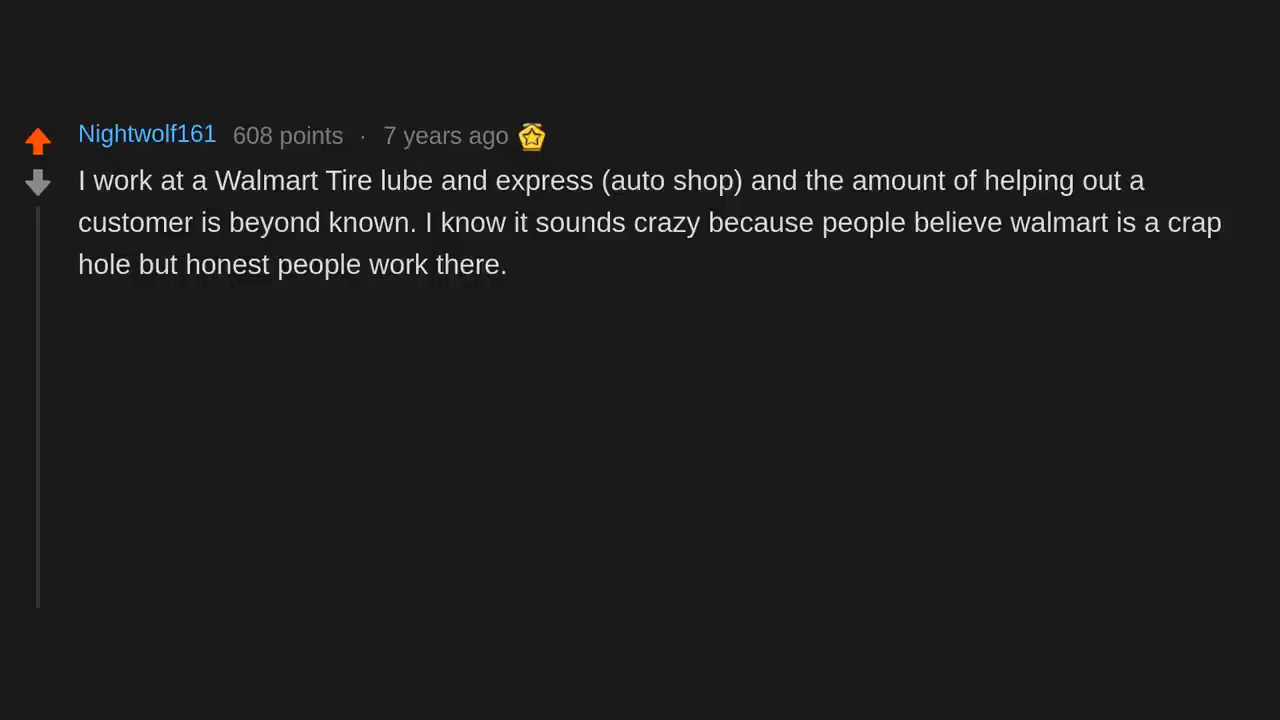 Nightwolf161 608 points · 7 years ago
I work at a Walmart Tire lube and express (auto shop) and the amount of helping out a
customer is beyond known. I know it sounds crazy because people believe walmart is a crap
hole but honest people work there.